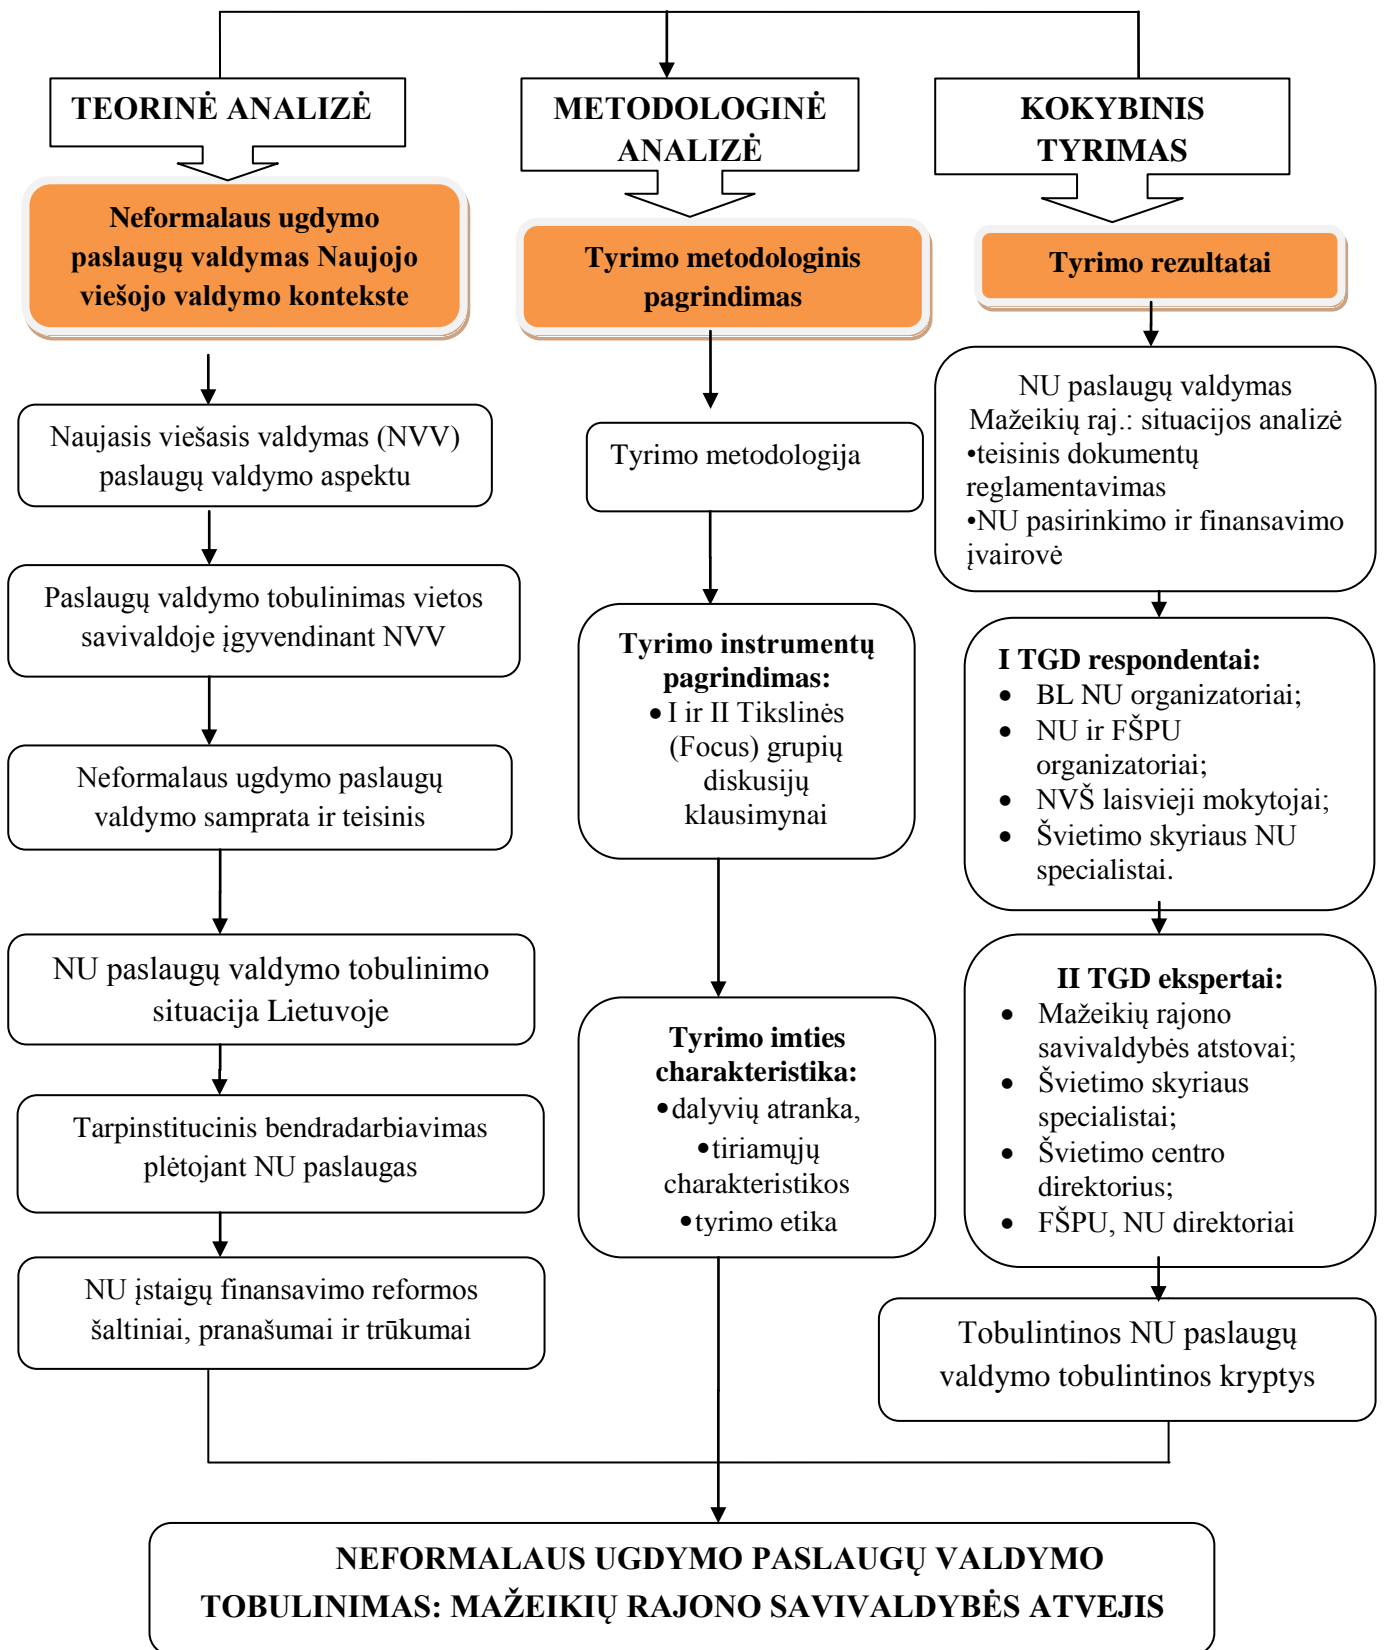 TEORINĖ ANALIZĖ
Neformalaus ugdymo
paslaugų valdymas Naujojo
viešojo valdymo kontekste
Naujasis viešasis valdymas (NVV)
paslaugų valdymo aspektu
Paslaugų valdymo tobulinimas vietos
savivaldoje įgyvendinant NVV
Neformalaus ugdymo paslaugų
valdymo samprata ir teisinis
NU paslaugų valdymo tobulinimo
situacija Lietuvoje
Tarpinstitucinis bendradarbiavimas
plėtojant NU paslaugas
NU įstaigų finansavimo reformos
šaltiniai, pranašumai ir trūkumai
METODOLOGINĖ
ANALIZĖ
Tyrimo metodologinis
pagrindimas
Tyrimo metodologija
Tyrimo instrumentų
pagrindimas:
• I ir II Tikslinės
(Focus) grupių
diskusijų
klausimynai
Tyrimo imties
charakteristika:
• dalyvių atranka,
• tiriamųjų
charakteristikos
• tyrimo etika
KOKYBINIS
TYRIMAS
Tyrimo rezultatai
NU paslaugų valdymas
Mažeikių raj.: situacijos analizė
•teisinis dokumentų
reglamentavimas
•NU pasirinkimo ir finansavimo
įvairovė
I TGD respondentai:
• BL NU organizatoriai;
• NU ir FŠPU
organizatoriai;
• NVŠ laisvieji mokytojai;
• Švietimo skyriaus NU
specialistai.
II TGD ekspertai:
• Mažeikių rajono
savivaldybės atstovai;
• Švietimo skyriaus
specialistai;
• Švietimo centro
direktorius;
• FŠPU, NU direktoriai
Tobulintinos NU paslaugų
valdymo tobulintinos kryptys
NEFORMALAUS UGDYMO PASLAUGŲ VALDYMO
TOBULINIMAS: MAŽEIKIŲ RAJONO SAVIVALDYBĖS ATVEJIS